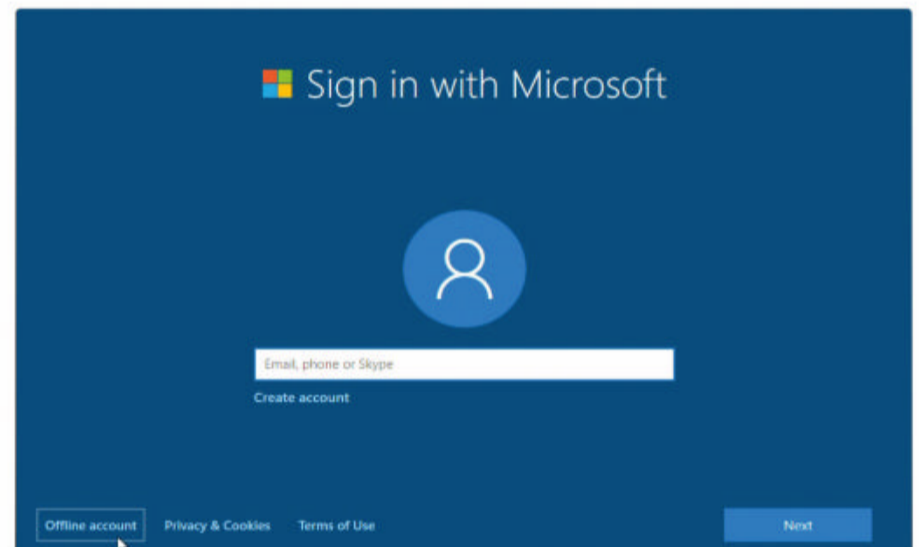 Sign in with Microsoft
Email, phone or Skype
Create account
Offline account Privacy & Cookies Terms of Use Next